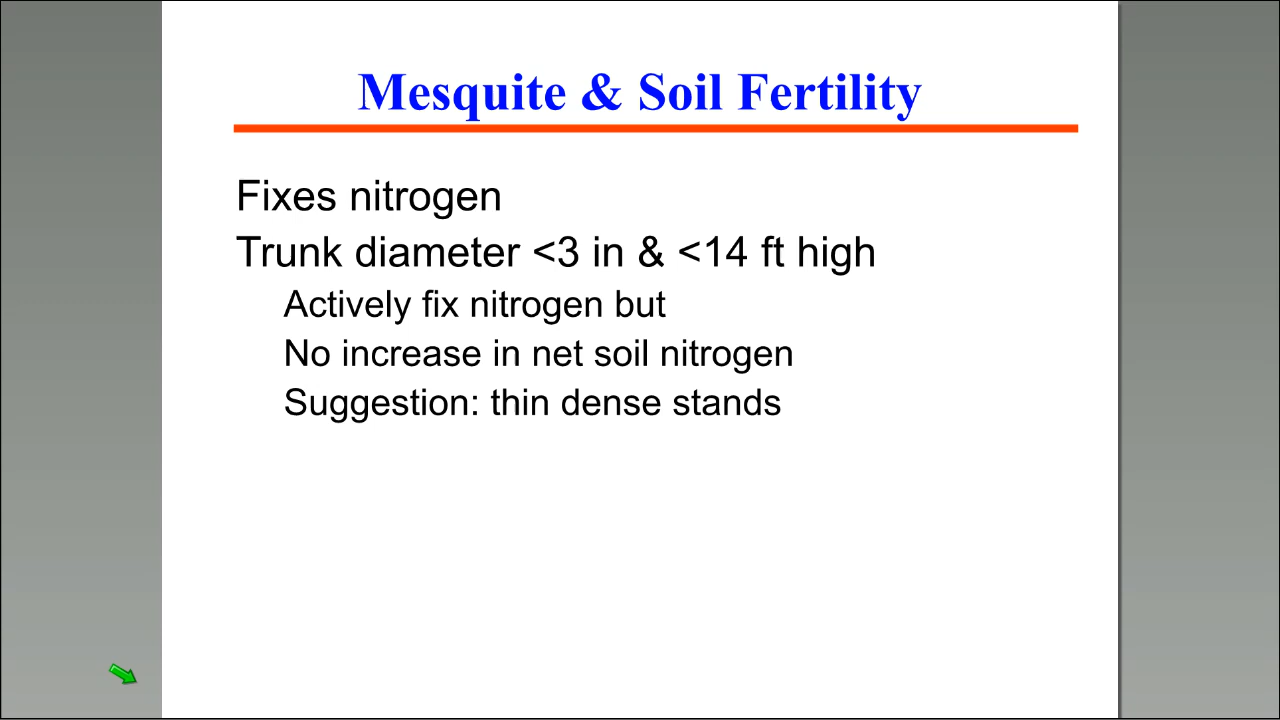 Mesquite & Soil Fertility
Fixes nitrogen
Trunk diameter <3 in & <14 ft high
Actively fix nitrogen but
No increase in net soil nitrogen
Suggestion: thin dense stands